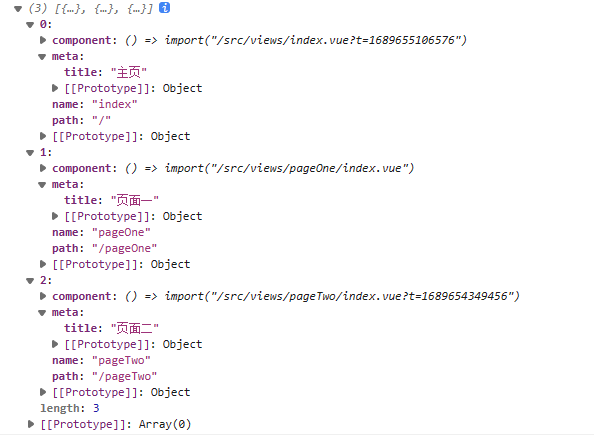 (3) [{…}, {…}, {…}] i
0:
component: () => import("/src/views/index.vue?t=1689655106576")
meta:
title: "主页"
[[Prototype]]: Object
name: "index"
path: "/"
[[Prototype]]: Object
1:
component: () => import("/src/views/pageOne/index.vue")
meta:
title: "页面一"
[[Prototype]]: Object
name: "pageOne"
path: "/pageOne"
[[Prototype]]: Object
2:
component: () => import("/src/views/pageTwo/index.vue?t=1689654349456")
meta:
title: "页面二"
[[Prototype]]: Object
name: "pageTwo"
path: "/pageTwo"
[[Prototype]]: Object
length: 3
[[Prototype]]: Array(0)